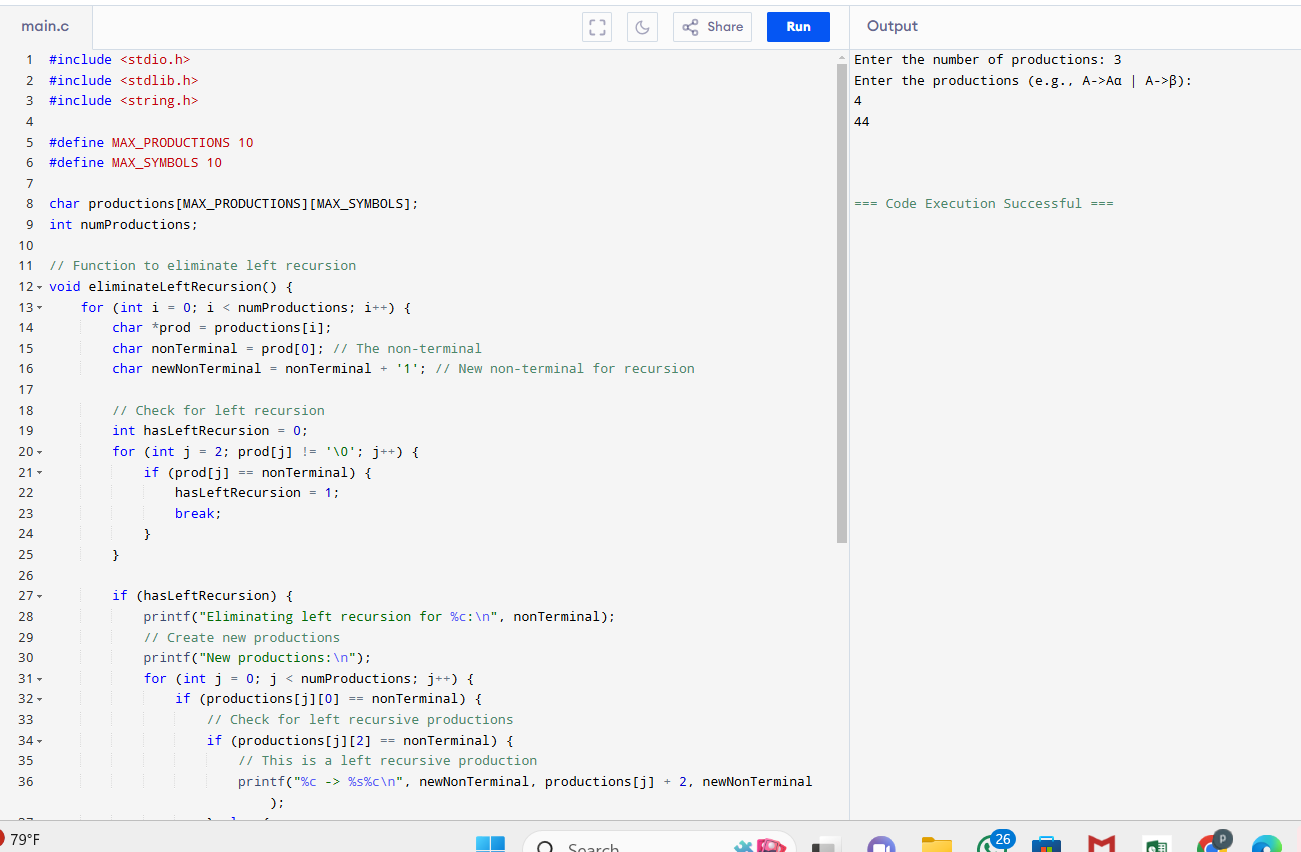 main.c
Share
Run
Output
1 #include <stdio.h>
2 #include <stdlib.h>
3 #include <string.h>
4
5 #define MAX_PRODUCTIONS 10
6 #define MAX_SYMBOLS 10
7
8 char productions[MAX_PRODUCTIONS][MAX_SYMBOLS];
9 int numProductions;
10
11 // Function to eliminate left recursion
12 void eliminateLeftRecursion() {
13     for (int i = 0; i < numProductions; i++) {
14         char *prod = productions[i];
15         char nonTerminal = prod[0]; // The non-terminal
16         char newNonTerminal = nonTerminal + '1'; // New non-terminal for recursion
17
18         // Check for left recursion
19         int hasLeftRecursion = 0;
20         for (int j = 2; prod[j] != '\0'; j++) {
21             if (prod[j] == nonTerminal) {
22                 hasLeftRecursion = 1;
23                 break;
24             }
25         }
26
27         if (hasLeftRecursion) {
28             printf("Eliminating left recursion for %c:\n", nonTerminal);
29             // Create new productions
30             printf("New productions:\n");
31             for (int j = 0; j < numProductions; j++) {
32                 if (productions[j][0] == nonTerminal) {
33                     // Check for left recursive productions
34                     if (productions[j][2] == nonTerminal) {
35                         // This is a left recursive production
36                         printf("%c -> %s%c\n", newNonTerminal, productions[j] + 2, newNonTerminal
);
Enter the number of productions: 3
Enter the productions (e.g., A->Aα | A->β):
4
44
=== Code Execution Successful ===
79°F
Search
26
P